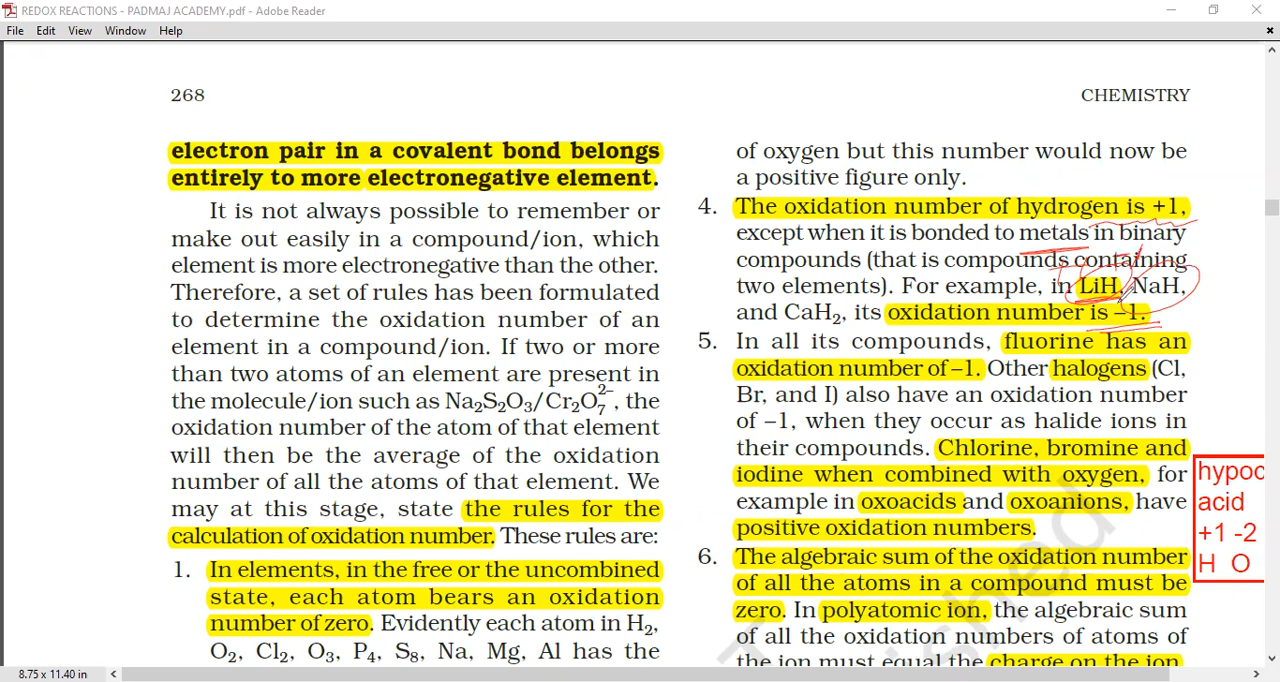 REDOX REACTIONS - PADMAJ ACADEMY.pdf - Adobe Reader
File Edit View Window Help
268
CHEMISTRY
electron pair in a covalent bond belongs
entirely to more electronegative element.
It is not always possible to remember or
make out easily in a compound/ion, which
element is more electronegative than the other.
Therefore, a set of rules has been formulated
to determine the oxidation number of an
element in a compound/ion. If two or more
than two atoms of an element are present in
the molecule/ion such as Na₂S₂O₃/Cr₂O₇²⁻, the
oxidation number of the atom of that element
will then be the average of the oxidation
number of all the atoms of that element. We
may at this stage, state the rules for the
calculation of oxidation number. These rules are:
1. In elements, in the free or the uncombined
state, each atom bears an oxidation
number of zero. Evidently each atom in H₂,
O₂, Cl₂, O₃, P₄, S₈, Na, Mg, Al has the
of oxygen but this number would now be
a positive figure only.
4. The oxidation number of hydrogen is +1,
except when it is bonded to metals in binary
compounds (that is compounds containing
two elements). For example, in LiH, NaH,
and CaH₂, its oxidation number is –1.
5. In all its compounds, fluorine has an
oxidation number of –1. Other halogens (Cl,
Br, and I) also have an oxidation number
of –1, when they occur as halide ions in
their compounds. Chlorine, bromine and
iodine when combined with oxygen, for
example in oxoacids and oxoanions, have
positive oxidation numbers.
6. The algebraic sum of the oxidation number
of all the atoms in a compound must be
zero. In polyatomic ion, the algebraic sum
of all the oxidation numbers of atoms of
the ion must equal the charge on the ion.
hypoc
acid
+1 -2
H O
8.75 x 11.40 in